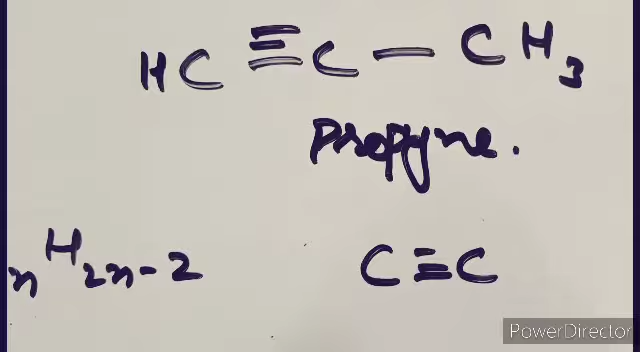 HC≡C—CH₃
Propyne.
nH₂n-₂ C≡C
PowerDirector